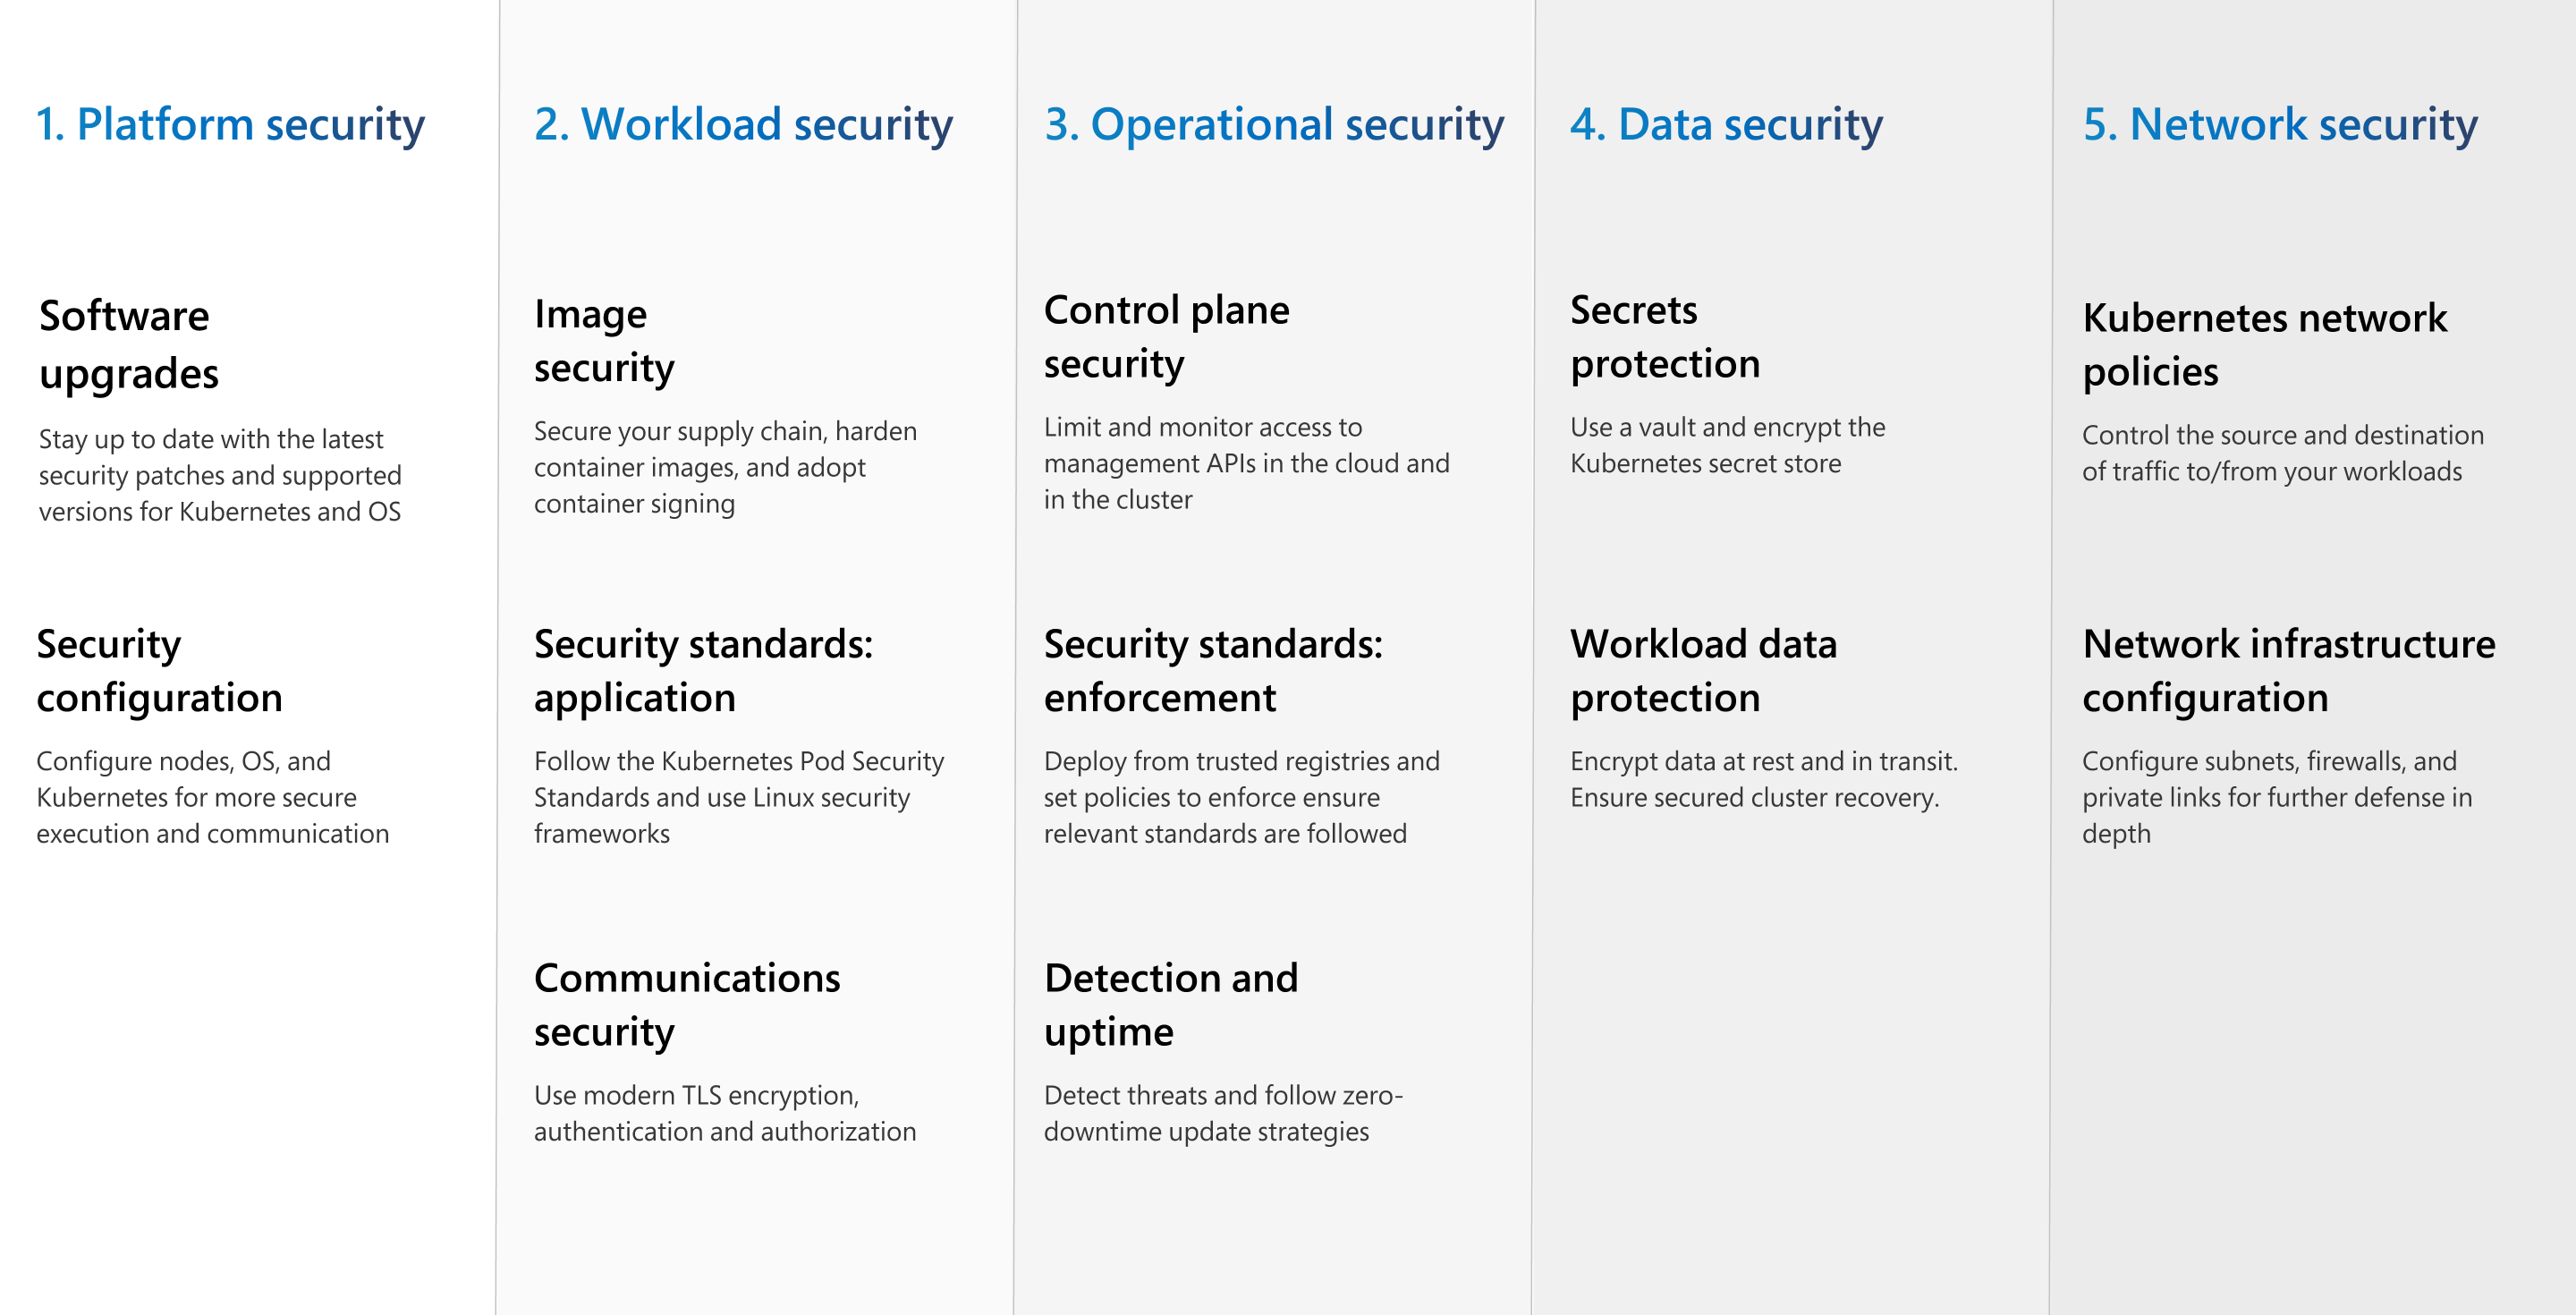 1. Platform security
Software
upgrades
Stay up to date with the latest
security patches and supported
versions for Kubernetes and OS
Security
configuration
Configure nodes, OS, and
Kubernetes for more secure
execution and communication
2. Workload security
Image
security
Secure your supply chain, harden
container images, and adopt
container signing
Security standards:
application
Follow the Kubernetes Pod Security
Standards and use Linux security
frameworks
Communications
security
Use modern TLS encryption,
authentication and authorization
3. Operational security
Control plane
security
Limit and monitor access to
management APIs in the cloud and
in the cluster
Security standards:
enforcement
Deploy from trusted registries and
set policies to enforce ensure
relevant standards are followed
Detection and
uptime
Detect threats and follow zero-
downtime update strategies
4. Data security
Secrets
protection
Use a vault and encrypt the
Kubernetes secret store
Workload data
protection
Encrypt data at rest and in transit.
Ensure secured cluster recovery.
5. Network security
Kubernetes network
policies
Control the source and destination
of traffic to/from your workloads
Network infrastructure
configuration
Configure subnets, firewalls, and
private links for further defense in
depth